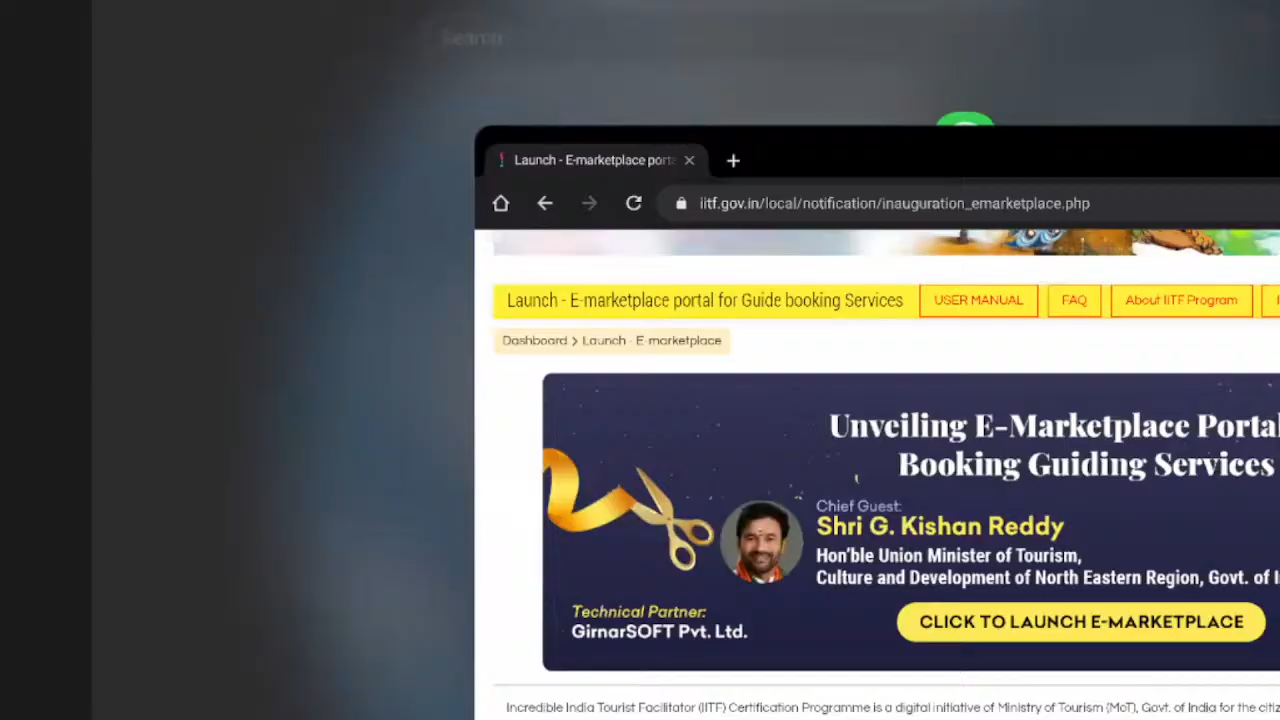 Search
Launch - E-marketplace port
iitf.gov.in/local/notification/inauguration_emarketplace.php
Launch - E-marketplace portal for Guide booking Services
USER MANUAL
FAQ
About IITF Program
Dashboard > Launch - E-marketplace
Unveiling E-Marketplace Portal
Booking Guiding Services
Chief Guest:
Shri G. Kishan Reddy
Hon'ble Union Minister of Tourism,
Culture and Development of North Eastern Region, Govt. of I
Technical Partner:
GirnarSOFT Pvt. Ltd.
CLICK TO LAUNCH E-MARKETPLACE
Incredible India Tourist Facilitator (IITF) Certification Programme is a digital initiative of Ministry of Tourism (MoT), Govt. of India for the citiz